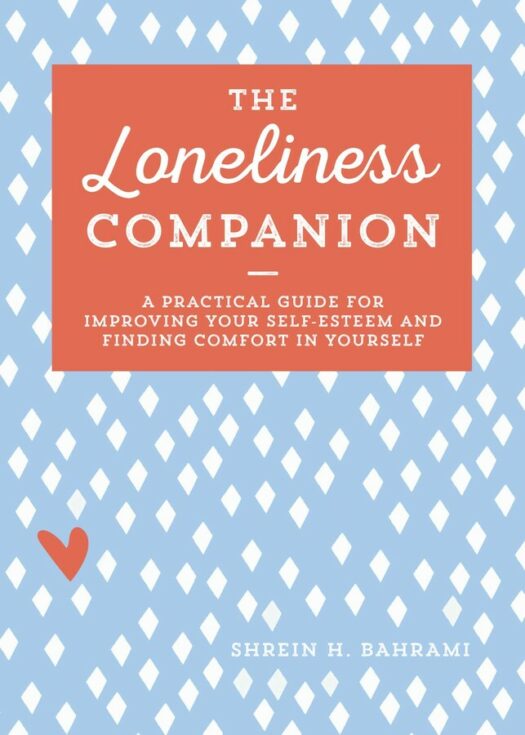 THE
Loneliness
COMPANION
A PRACTICAL GUIDE FOR
IMPROVING YOUR SELF-ESTEEM AND
FINDING COMFORT IN YOURSELF
SHREIN H. BAHRAMI